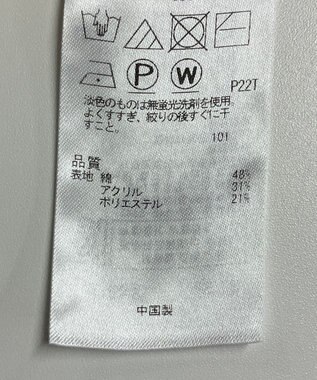 P W
P22T
淡色のものは無蛍光洗剤を使用。
よくすすぎ、絞りの後すぐに干
すこと。
101
品質
表地 綿 48%
アクリル 31%
ポリエステル 21%
中国製